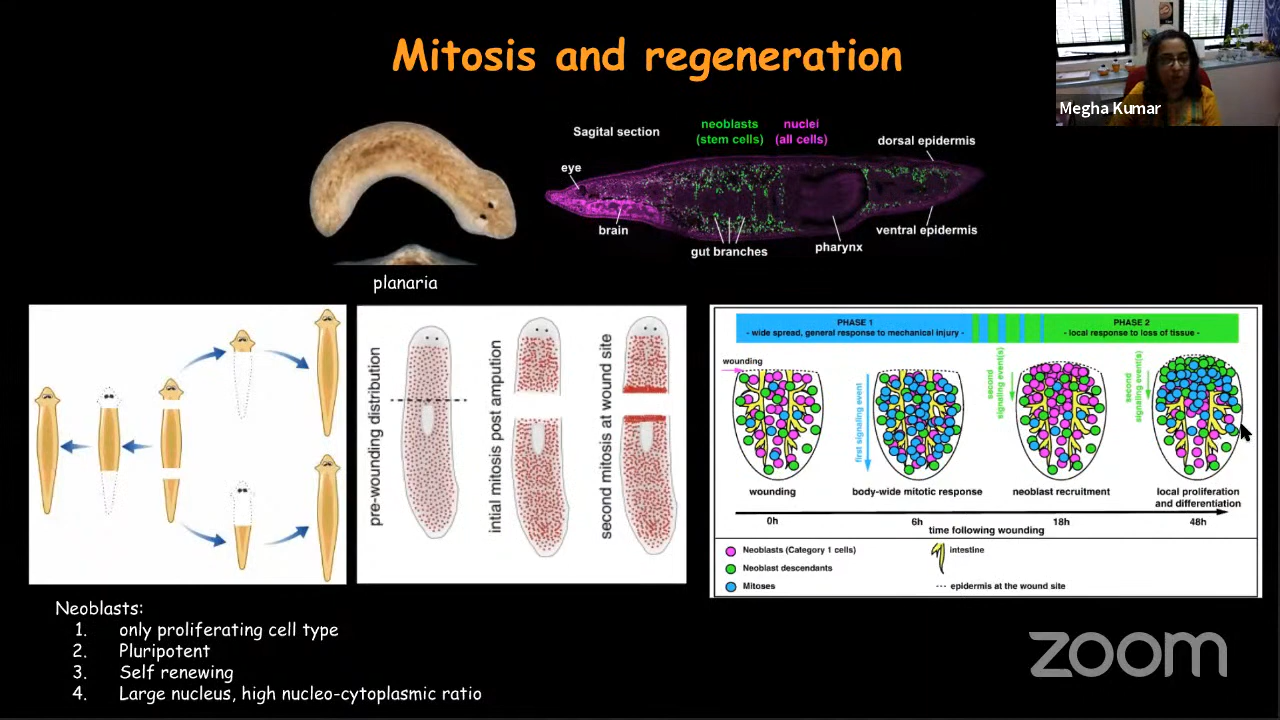 Mitosis and regeneration
Megha Kumar
Sagital section
neoblasts
(stem cells)
nuclei
(all cells)
dorsal epidermis
eye
brain
gut branches
pharynx
ventral epidermis
planaria
pre-wounding distribution
intial mitosis post ampution
second mitosis at wound site
PHASE 1
- wide spread, general response to mechanical injury -
PHASE 2
- local response to loss of tissue -
wounding
first signaling event
second
signaling event(s)
second
signaling event(s)
wounding
body-wide mitotic response
neoblast recruitment
local proliferation
and differentiation
0h
6h
18h
48h
time following wounding
Neoblasts (Category 1 cells)
intestine
Neoblast descendants
Mitoses
epidermis at the wound site
Neoblasts:
1. only proliferating cell type
2. Pluripotent
3. Self renewing
4. Large nucleus, high nucleo-cytoplasmic ratio
zoom